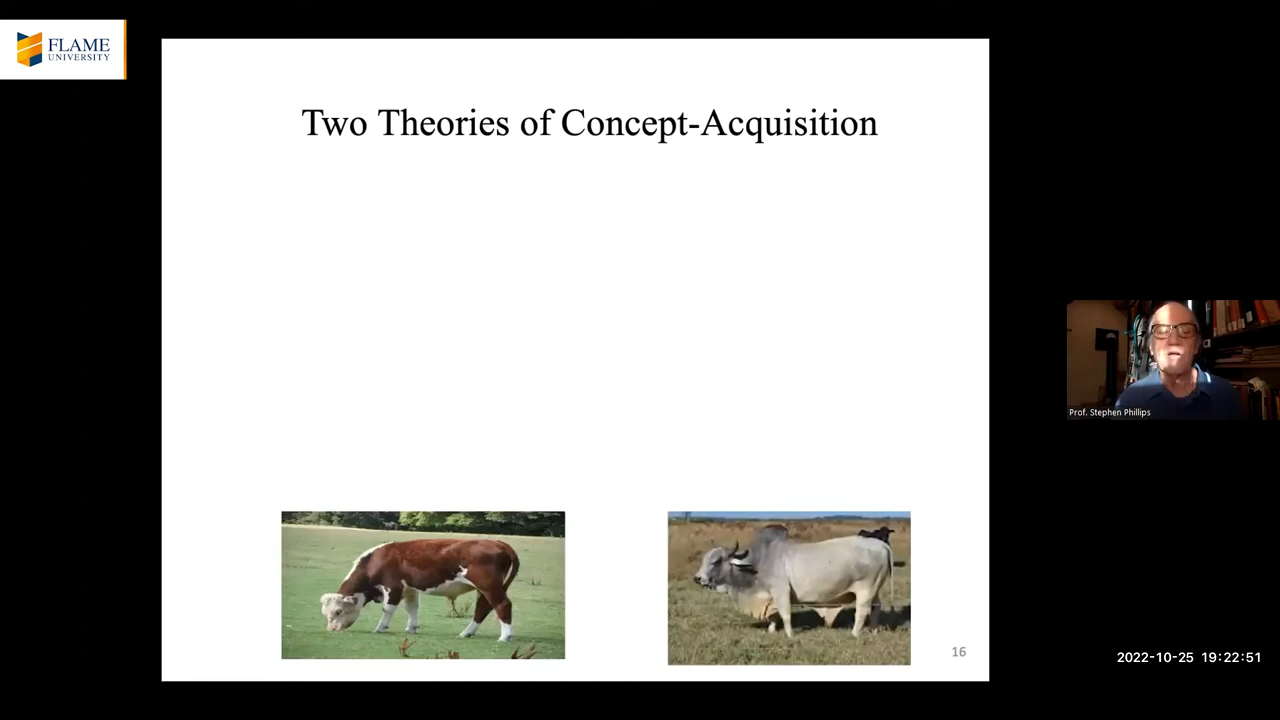 FLAME
UNIVERSITY
Two Theories of Concept-Acquisition
Prof. Stephen Phillips
16
2022-10-25 19:22:51